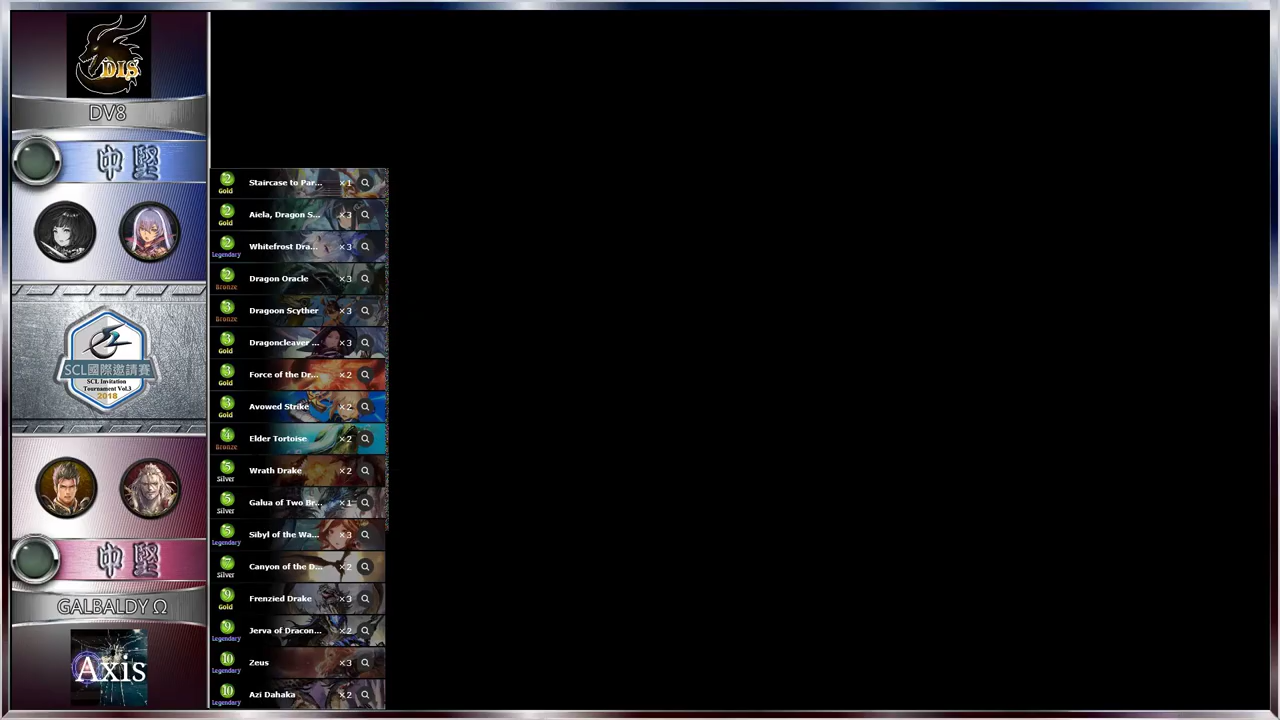 DIS
DV8
中堅
SCL國際邀請賽
SCL Invitation
Tournament Vol.3
2018
中堅
GALBALDY Ω
Axis
2 Gold Staircase to Par... ×1
2 Gold Aiela, Dragon S... ×3
2 Legendary Whitefrost Dra... ×3
2 Bronze Dragon Oracle ×3
3 Bronze Dragoon Scyther ×3
3 Gold Dragoncleaver ... ×3
3 Gold Force of the Dr... ×2
3 Gold Avowed Strike ×2
4 Bronze Elder Tortoise ×2
5 Silver Wrath Drake ×2
5 Silver Galua of Two Br... ×1
5 Legendary Sibyl of the Wa... ×3
7 Silver Canyon of the D... ×2
9 Gold Frenzied Drake ×3
9 Legendary Jerva of Dracon... ×2
10 Legendary Zeus ×3
10 Legendary Azi Dahaka ×2